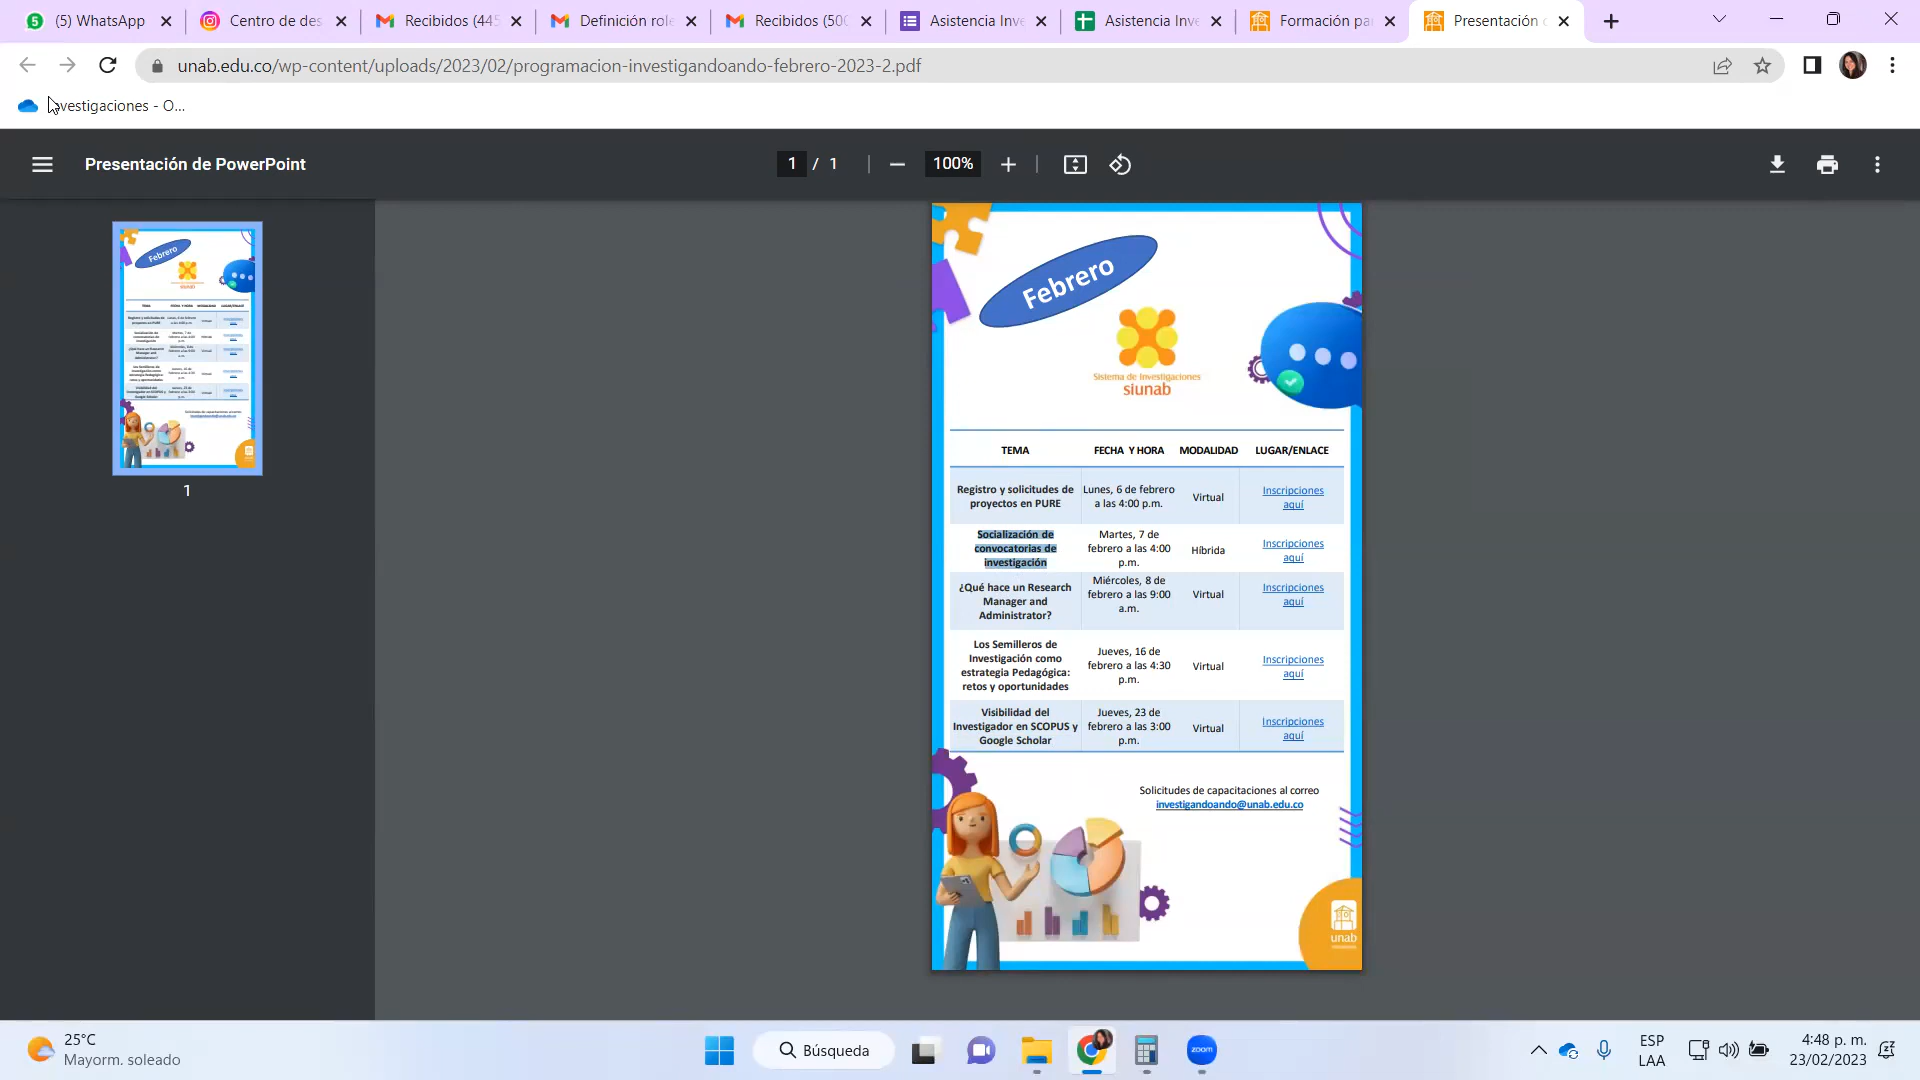 (5) WhatsApp
Centro de des
Recibidos (445
Definición role
Recibidos (500
Asistencia Inve
Asistencia Inve
Formación pa
Presentación
unab.edu.co/wp-content/uploads/2023/02/programacion-investigandoando-febrero-2023-2.pdf
vestigaciones - O...
Presentación de PowerPoint
1 / 1
100%
Febrero
Sistema de Investigaciones
siunab
TEMA FECHA Y HORA MODALIDAD LUGAR/ENLACE
Registro y solicitudes de
proyectos en PURE
Lunes, 6 de febrero
a las 4:00 p.m.
Virtual
Inscripciones
aquí
Socialización de
convocatorias de
investigación
Martes, 7 de
febrero a las 4:00
p.m.
Híbrida
Inscripciones
aquí
¿Qué hace un Research
Manager and
Administrator?
Miércoles, 8 de
febrero a las 9:00
a.m.
Virtual
Inscripciones
aquí
Los Semilleros de
Investigación como
estrategia Pedagógica:
retos y oportunidades
Jueves, 16 de
febrero a las 4:30
p.m.
Virtual
Inscripciones
aquí
Visibilidad del
Investigador en SCOPUS y
Google Scholar
Jueves, 23 de
febrero a las 3:00
p.m.
Virtual
Inscripciones
aquí
Solicitudes de capacitaciones al correo
investigandoando@unab.edu.co
unab
1
25°C
Mayorm. soleado
Búsqueda
zoom
ESP
LAA
4:48 p. m.
23/02/2023